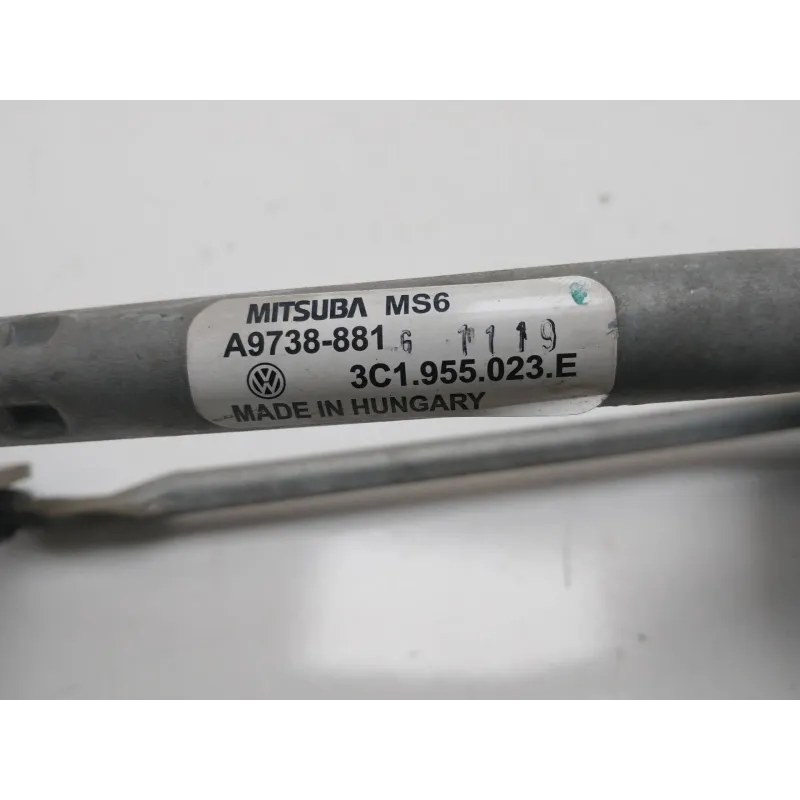 MITSUBA MS6
A9738-881 6 1119
3C1.955.023.E
MADE IN HUNGARY